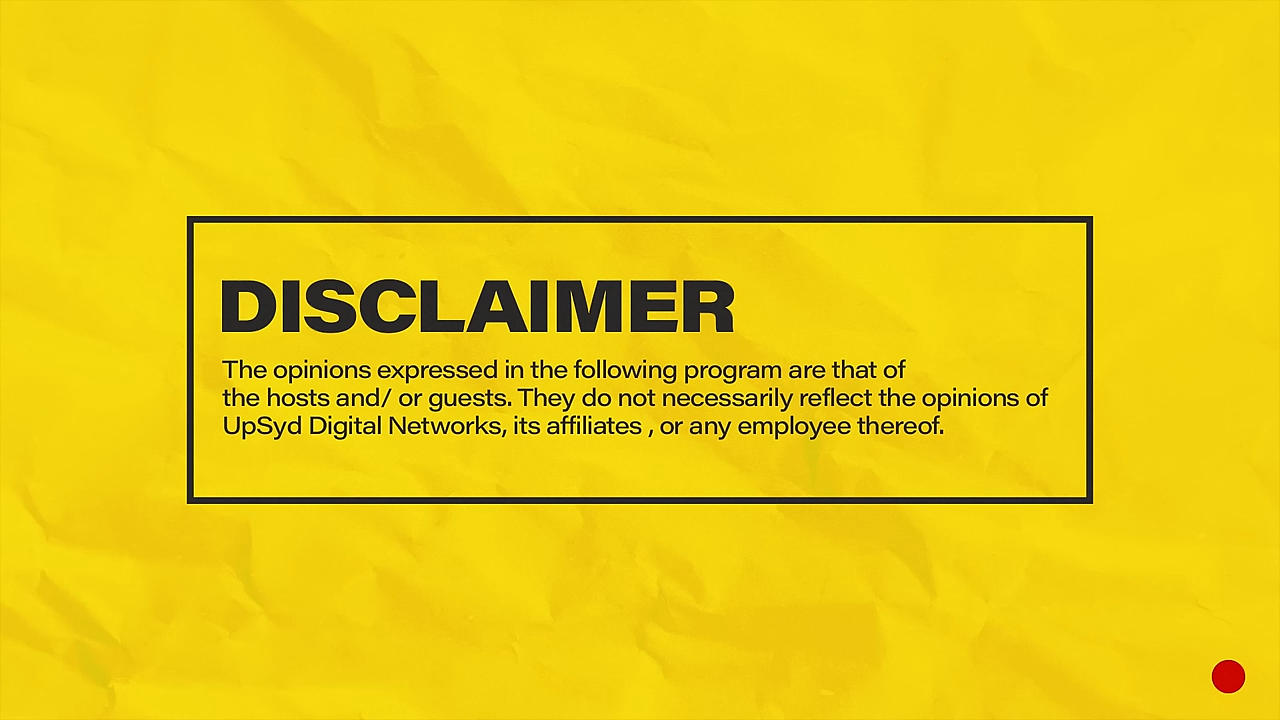 DISCLAIMER
The opinions expressed in the following program are that of
the hosts and/ or guests. They do not necessarily reflect the opinions of
UpSyd Digital Networks, its affiliates , or any employee thereof.